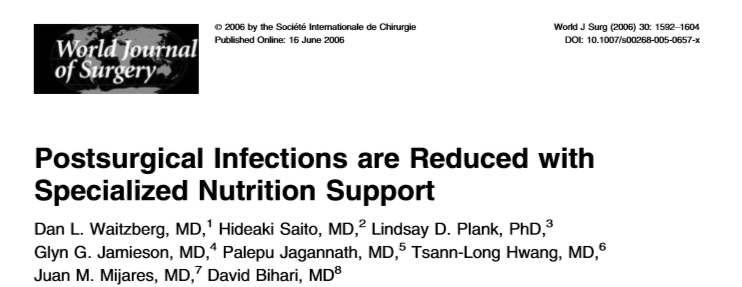 World Journal
of Surgery
© 2006 by the Société Internationale de Chirurgie
Published Online: 16 June 2006
World J Surg (2006) 30: 1592–1604
DOI: 10.1007/s00268-005-0657-x
Postsurgical Infections are Reduced with
Specialized Nutrition Support
Dan L. Waitzberg, MD,¹ Hideaki Saito, MD,² Lindsay D. Plank, PhD,³
Glyn G. Jamieson, MD,⁴ Palepu Jagannath, MD,⁵ Tsann-Long Hwang, MD,⁶
Juan M. Mijares, MD,⁷ David Bihari, MD⁸